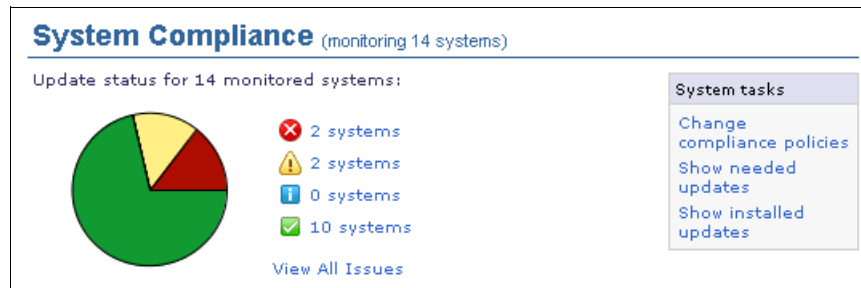 System Compliance (monitoring 14 systems)
Update status for 14 monitored systems:
2 systems
2 systems
0 systems
10 systems
View All Issues
System tasks
Change
compliance policies
Show needed
updates
Show installed
updates